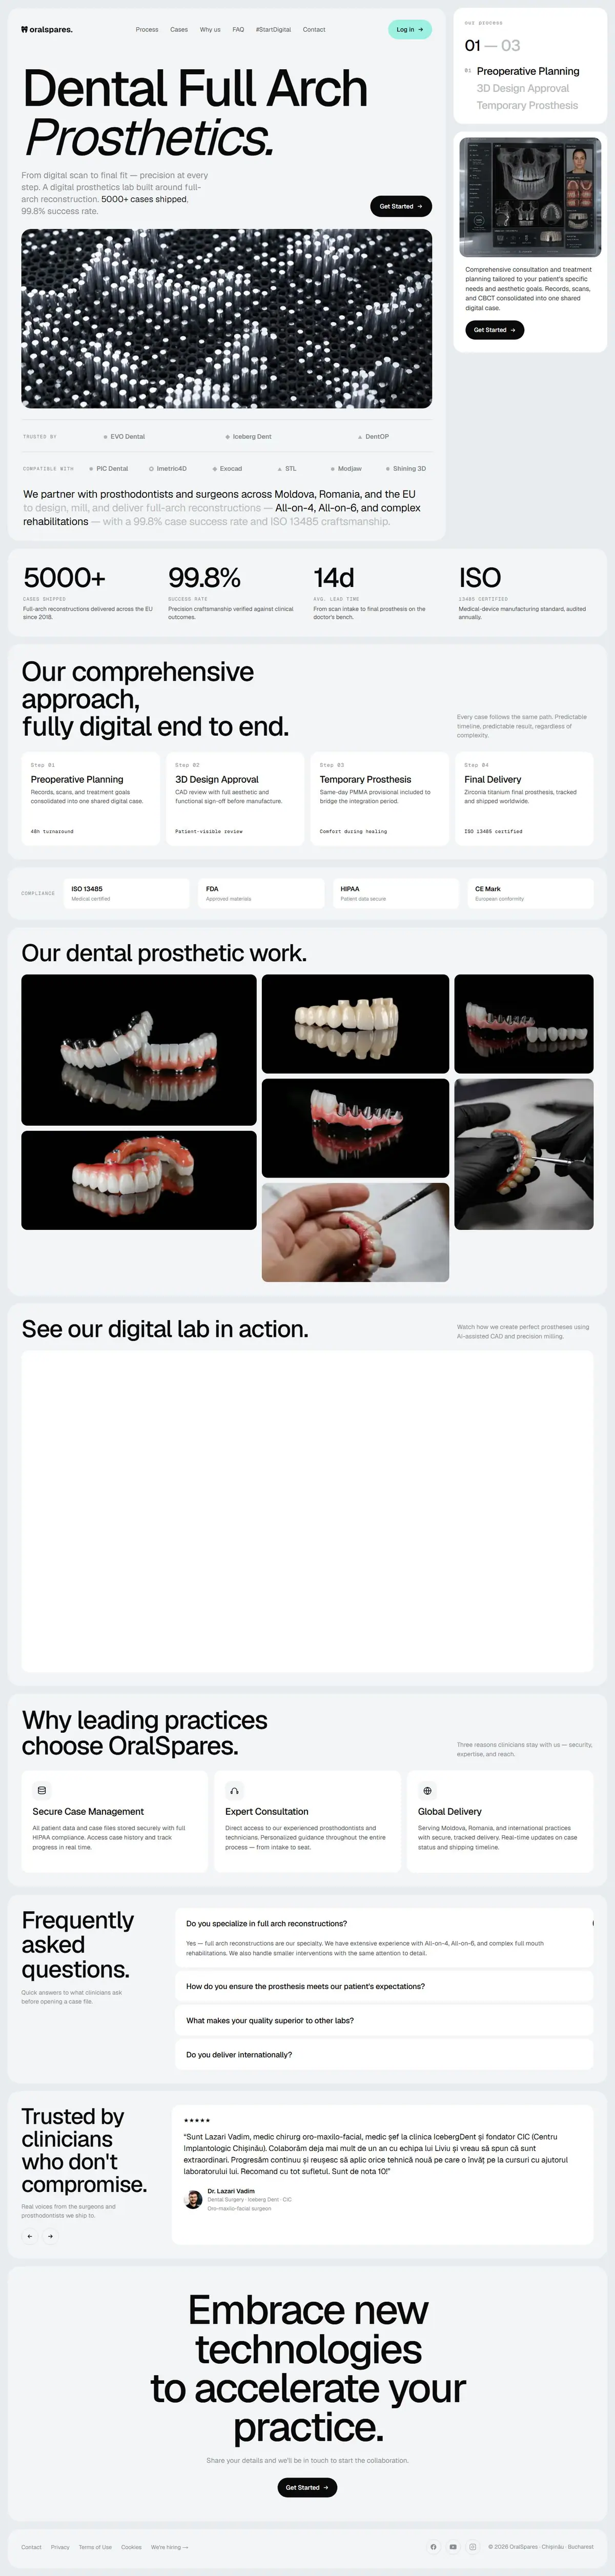 oralspares.
Process Cases Why us FAQ #StartDigital Contact
Log in →
Dental Full Arch
Prosthetics.
From digital scan to final fit — precision at every
step. A digital prosthetics lab built around full-
arch reconstruction. 5000+ cases shipped,
99.8% success rate.
Get Started →
TRUSTED BY
EVO Dental
Iceberg Dent
DentOP
COMPATIBLE WITH
PIC Dental
Imetric4D
Exocad
STL
Modjaw
Shining 3D
We partner with prosthodontists and surgeons across Moldova, Romania, and the EU
to design, mill, and deliver full-arch reconstructions — All-on-4, All-on-6, and complex
rehabilitations — with a 99.8% case success rate and ISO 13485 craftsmanship.
our process
01 — 03
01 Preoperative Planning
3D Design Approval
Temporary Prosthesis
Comprehensive consultation and treatment
planning tailored to your patient's specific
needs and aesthetic goals. Records, scans,
and CBCT consolidated into one shared
digital case.
Get Started →
5000+
CASES SHIPPED
Full-arch reconstructions delivered across the EU
since 2018.
99.8%
SUCCESS RATE
Precision craftsmanship verified against clinical
outcomes.
14d
AVG. LEAD TIME
From scan intake to final prosthesis on the
doctor's bench.
ISO
13485 CERTIFIED
Medical-device manufacturing standard, audited
annually.
Our comprehensive
approach,
fully digital end to end.
Every case follows the same path. Predictable
timeline, predictable result, regardless of
complexity.
Step 01
Preoperative Planning
Records, scans, and treatment goals
consolidated into one shared digital case.
48h turnaround
Step 02
3D Design Approval
CAD review with full aesthetic and
functional sign-off before manufacture.
Patient-visible review
Step 03
Temporary Prosthesis
Same-day PMMA provisional included to
bridge the integration period.
Comfort during healing
Step 04
Final Delivery
Zirconia titanium final prosthesis, tracked
and shipped worldwide.
ISO 13485 certified
COMPLIANCE
ISO 13485
Medical certified
FDA
Approved materials
HIPAA
Patient data secure
CE Mark
European conformity
Our dental prosthetic work.
See our digital lab in action.
Watch how we create perfect prostheses using
AI-assisted CAD and precision milling.
Why leading practices
choose OralSpares.
Three reasons clinicians stay with us — security,
expertise, and reach.
Secure Case Management
All patient data and case files stored securely with full
HIPAA compliance. Access case history and track
progress in real time.
Expert Consultation
Direct access to our experienced prosthodontists and
technicians. Personalized guidance throughout the entire
process — from intake to seat.
Global Delivery
Serving Moldova, Romania, and international practices
with secure, tracked delivery. Real-time updates on case
status and shipping timeline.
Frequently
asked
questions.
Quick answers to what clinicians ask
before opening a case file.
Do you specialize in full arch reconstructions?
Yes — full arch reconstructions are our specialty. We have extensive experience with All-on-4, All-on-6, and complex full mouth
rehabilitations. We also handle smaller interventions with the same attention to detail.
How do you ensure the prosthesis meets our patient's expectations?
What makes your quality superior to other labs?
Do you deliver internationally?
Trusted by
clinicians
who don't
compromise.
Real voices from the surgeons and
prosthodontists we ship to.
← →
★★★★★
"Sunt Lazari Vadim, medic chirurg oro-maxilo-facial, medic șef la clinica IcebergDent și fondator CIC (Centru
Implantologic Chișinău). Colaborăm deja mai mult de un an cu echipa lui Liviu și vreau să spun că sunt
extraordinari. Progresăm continuu și reușesc să aplic orice tehnică nouă pe care o învăț pe la cursuri cu ajutorul
laboratorului lui. Recomand cu tot sufletul. Sunt de nota 10!"
Dr. Lazari Vadim
Dental Surgery · Iceberg Dent · CIC
Oro-maxilo-facial surgeon
Embrace new
technologies
to accelerate your
practice.
Share your details and we'll be in touch to start the collaboration.
Get Started →
Contact Privacy Terms of Use Cookies We're hiring →
© 2026 OralSpares · Chișinău · Bucharest